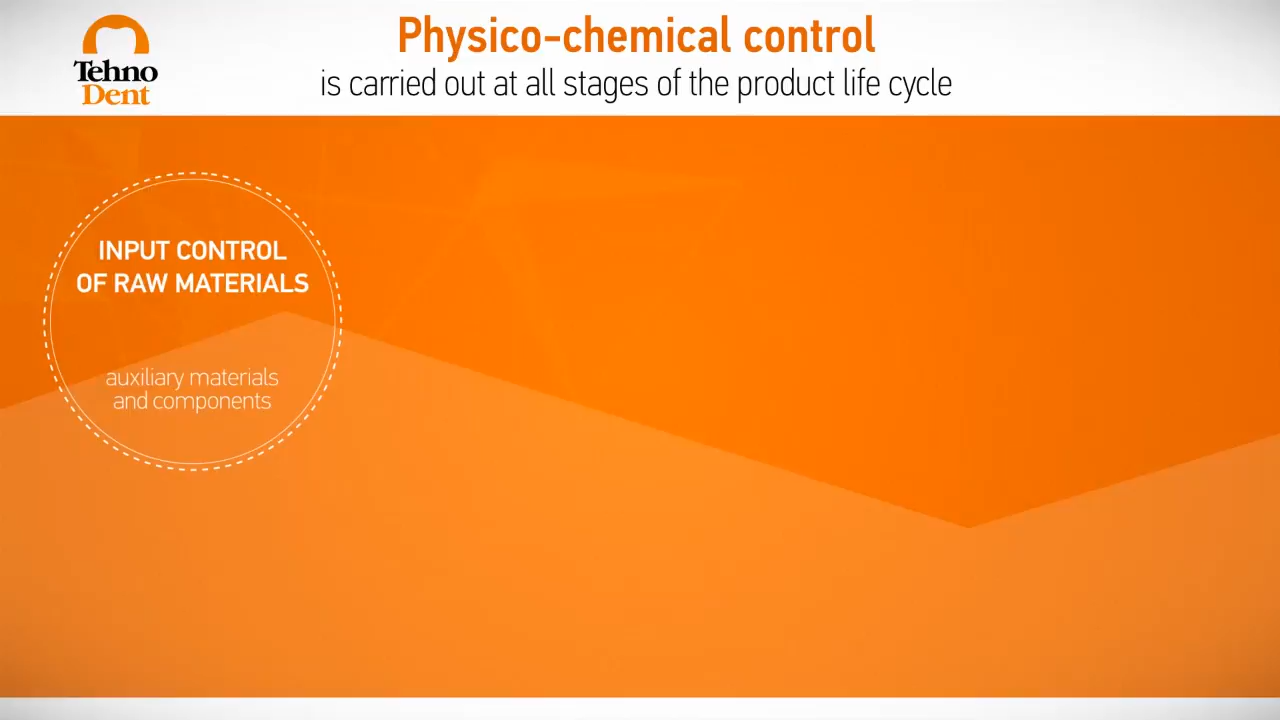 Tehno
Dent
Physico-chemical control
is carried out at all stages of the product life cycle
INPUT CONTROL
OF RAW MATERIALS
auxiliary materials
and components